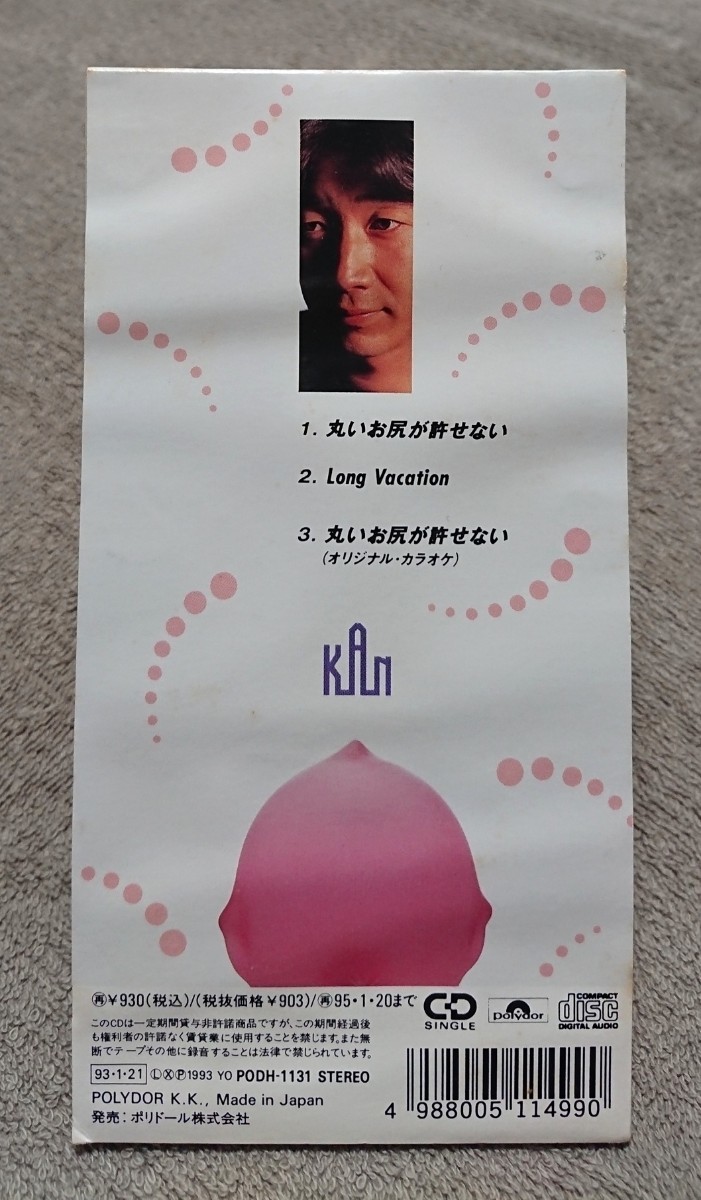 1. 丸いお尻が許せない
2. Long Vacation
3. 丸いお尻が許せない
(オリジナル・カラオケ)
KAN
再¥930(税込)/(税抜価格¥903)/再95・1・20まで
CD SINGLE
polydor
COMPACT disc DIGITAL AUDIO
このCDは一定期間貸与非許諾商品ですが、この期間経過後
も権利者の許諾なく賃貸業に使用することを禁じます。また無
断でテープその他に録音することは法律で禁じられています。
93・1・21 ⓁⓍⓅ1993 YO PODH-1131 STEREO
POLYDOR K.K., Made in Japan
発売：ポリドール株式会社
4 988005 114990